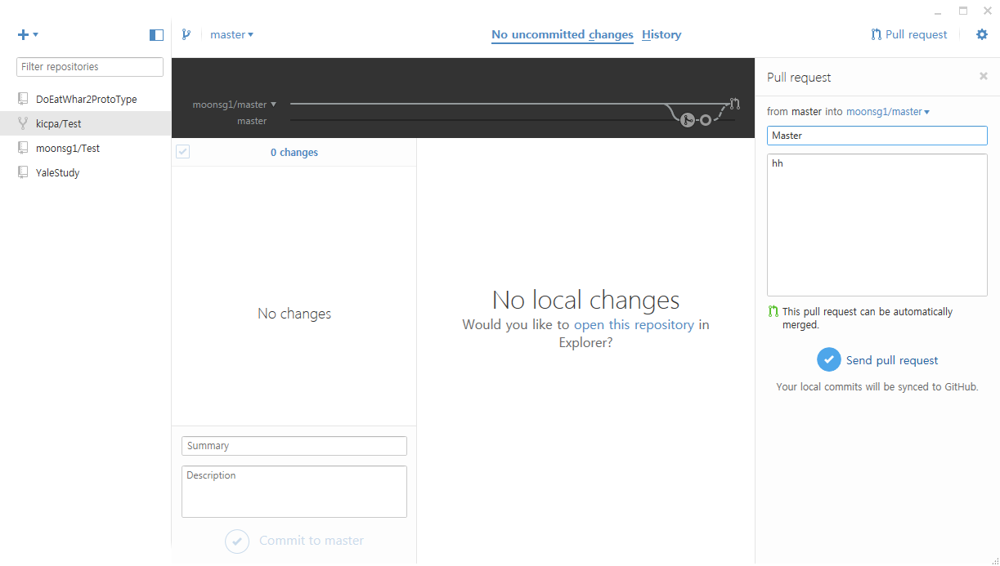 master
No uncommitted changes
History
Pull request
Filter repositories
DoEatWhar2ProtoType
kicpa/Test
moonsg1/Test
YaleStudy
moonsg1/master
master
0 changes
No changes
Summary
Description
Commit to master
No local changes
Would you like to open this repository in
Explorer?
Pull request
from master into moonsg1/master
Master
hh
This pull request can be automatically
merged.
Send pull request
Your local commits will be synced to GitHub.